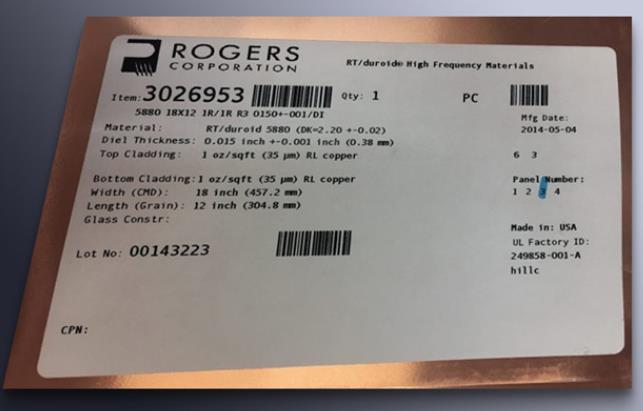 ROGERS
CORPORATION
RT/duroid® High Frequency Materials
Item: 3026953 Qty: 1 PC
5880 18X12 1R/1R R3 0150+-001/DI
Mfg Date:
2014-05-04
Material: RT/duroid 5880 (DK=2.20 +-0.02)
Diel Thickness: 0.015 inch +-0.001 inch (0.38 mm)
Top Cladding: 1 oz/sqft (35 µm) RL copper 6 3
Bottom Cladding: 1 oz/sqft (35 µm) RL copper Panel Number:
Width (CMD): 18 inch (457.2 mm) 1 2 3 4
Length (Grain): 12 inch (304.8 mm)
Glass Constr:
Made in: USA
UL Factory ID:
Lot No: 00143223 249858-001-A
hillc
CPN: